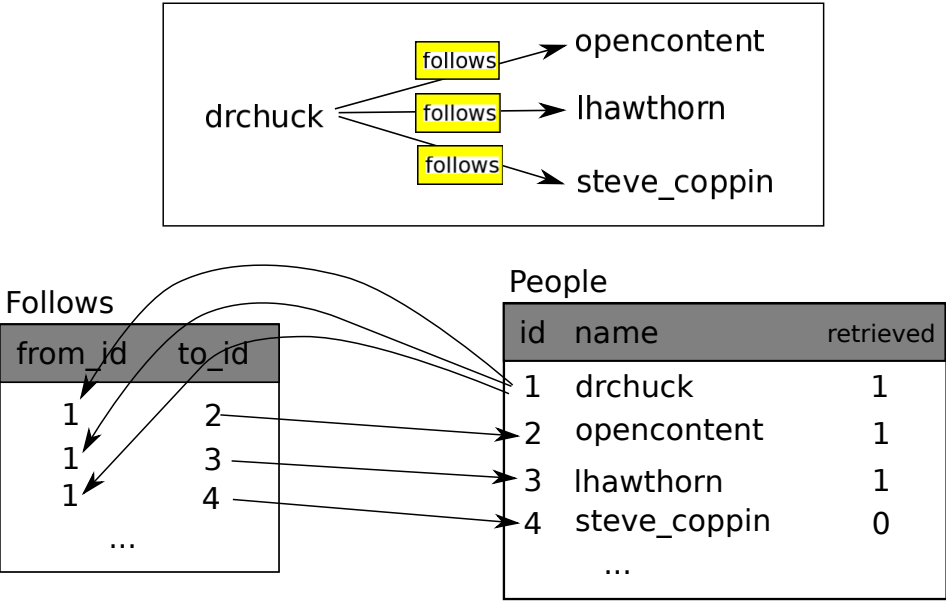 follows opencontent
drchuck follows lhawthorn
follows steve_coppin
Follows
from_id to_id
1 2
1 3
1 4
...
People
id name retrieved
1 drchuck 1
2 opencontent 1
3 lhawthorn 1
4 steve_coppin 0
...